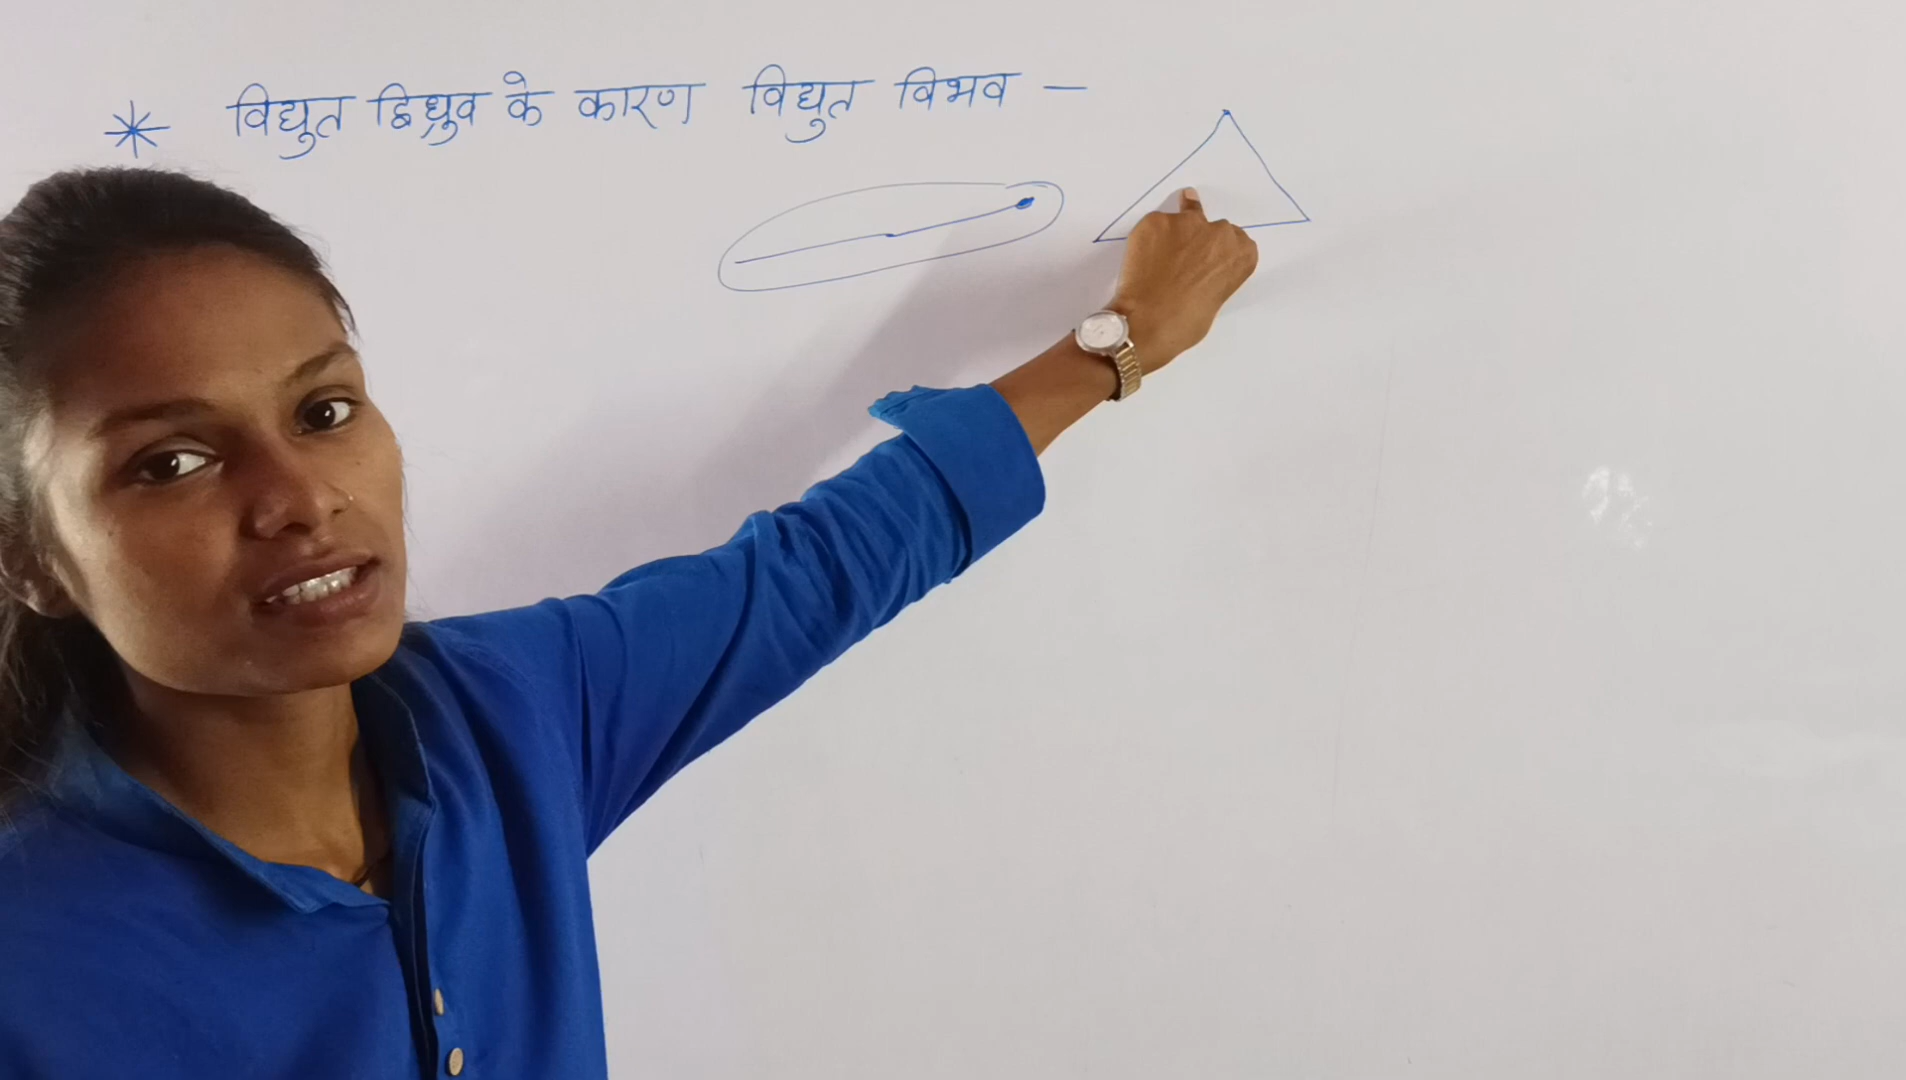 * विद्युत द्विध्रुव के कारण विद्युत विभव –